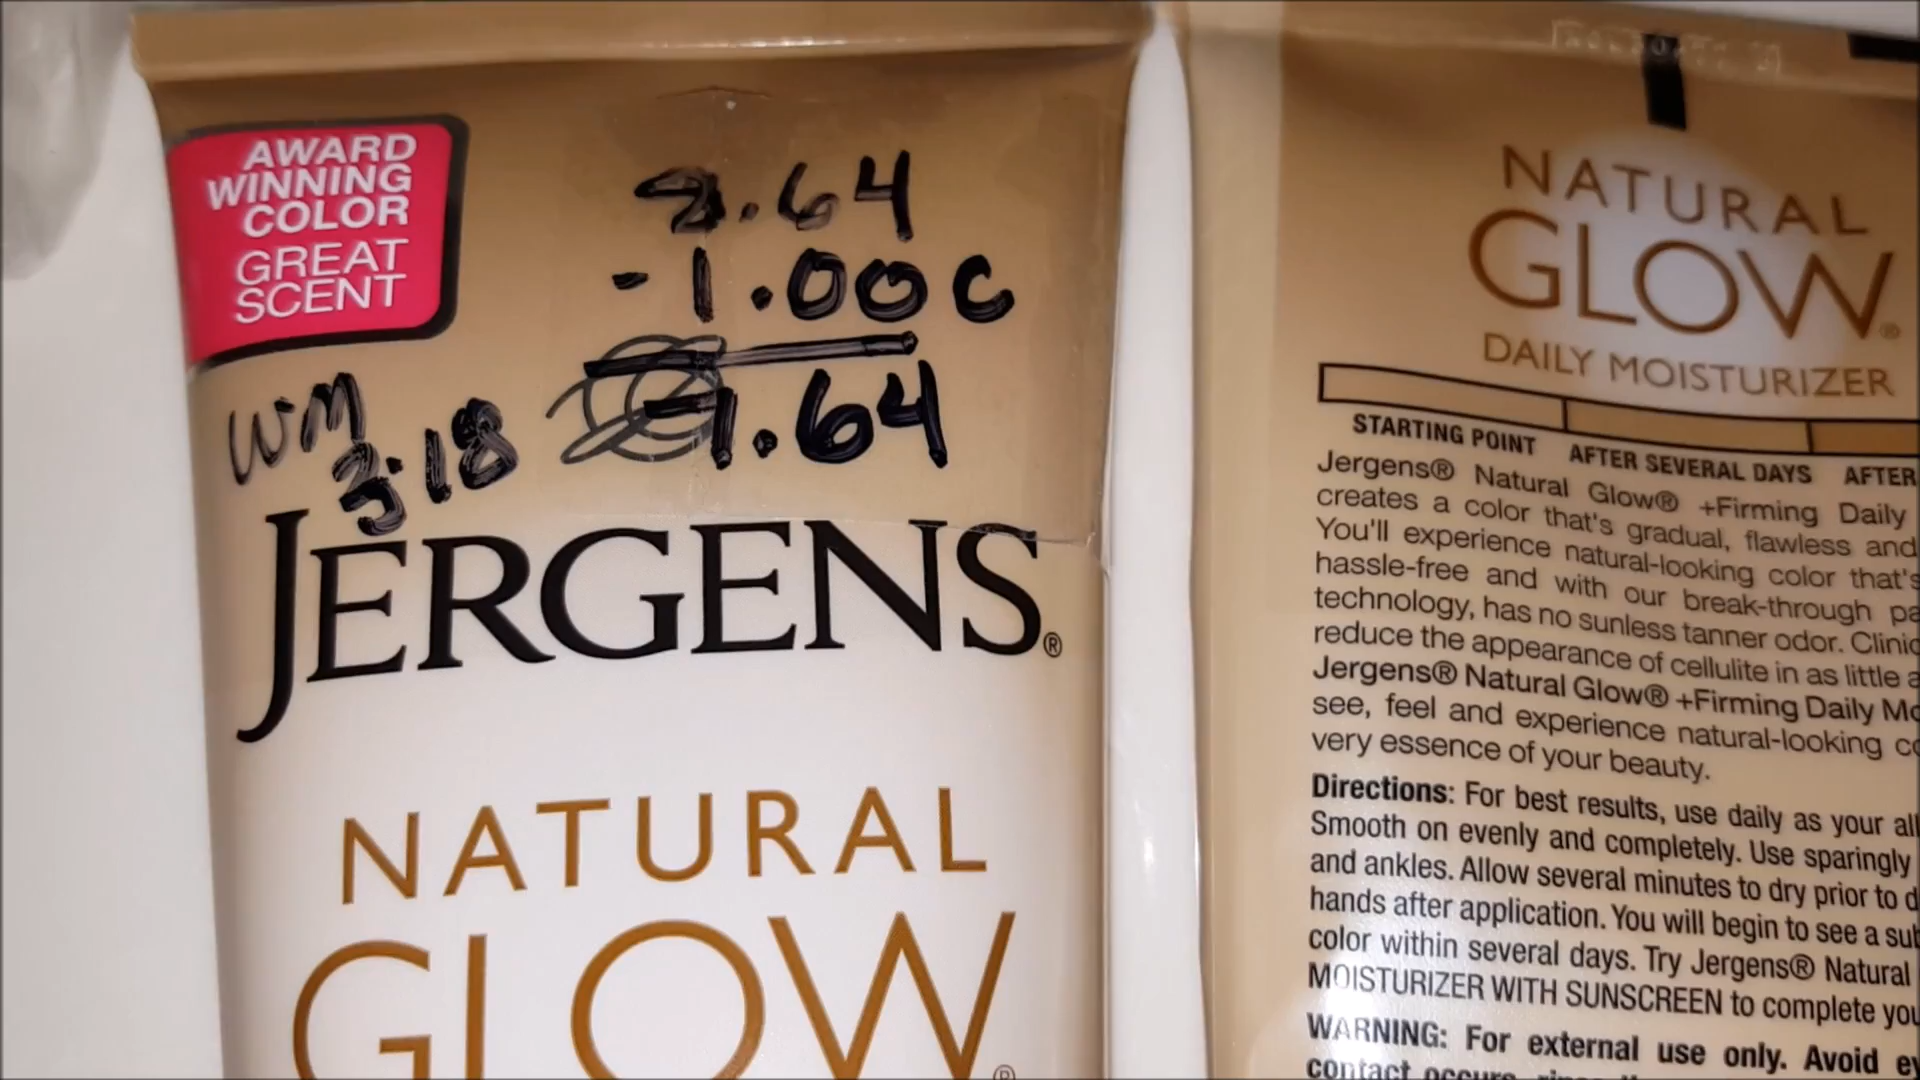 AWARD
WINNING
COLOR
GREAT
SCENT
2.64
-1.00 C
1.64
WM
3.18
JERGENS®
NATURAL
GLOW®
NATURAL
GLOW®
DAILY MOISTURIZER
STARTING POINT AFTER SEVERAL DAYS AFTER
Jergens® Natural Glow® +Firming Daily
creates a color that's gradual, flawless and
You'll experience natural-looking color that's
hassle-free and with our break-through
technology, has no sunless tanner odor.
reduce the appearance of cellulite in as little
Jergens® Natural Glow® +Firming Daily
see, feel and experience natural-looking
very essence of your beauty.
Directions: For best results, use daily as your
Smooth on evenly and completely. Use sparingly
and ankles. Allow several minutes to dry prior to
hands after application. You will begin to see a
color within several days. Try Jergens® Natural
MOISTURIZER WITH SUNSCREEN to complete
WARNING: For external use only. Avoid
contact occurs,